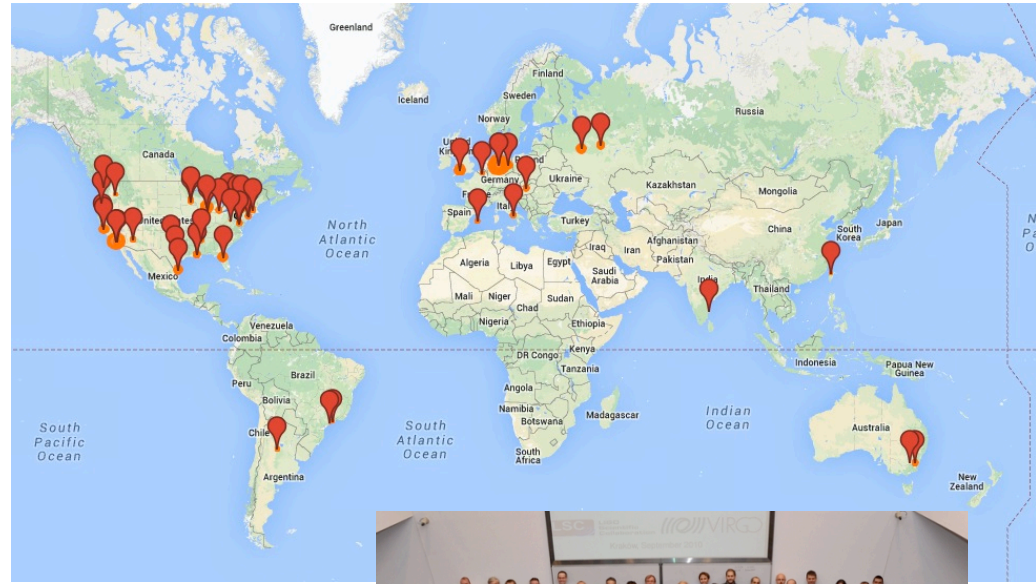 Greenland
Iceland
Finland
Sweden
Norway
Russia
Canada
Germany
Ukraine
Kazakhstan
Mongolia
Spain
Turkey
China
South
Korea
Japan
North
Atlantic
Ocean
Iraq
Iran
Afghanistan
Pakistan
Algeria
Libya
Egypt
Saudi
Arabia
Mexico
Mali
Niger
Chad
Sudan
Thailand
Nigeria
Ethiopia
Venezuela
Colombia
DR Congo
Kenya
Tanzania
Indonesia
Papua New
Guinea
Peru
Brazil
Bolivia
Angola
Namibia
Botswana
Madagascar
Indian
Ocean
Australia
South
Pacific
Ocean
Chile
South
Atlantic
Ocean
South
Africa
Argentina
New
Zealand
LSC
VIRGO